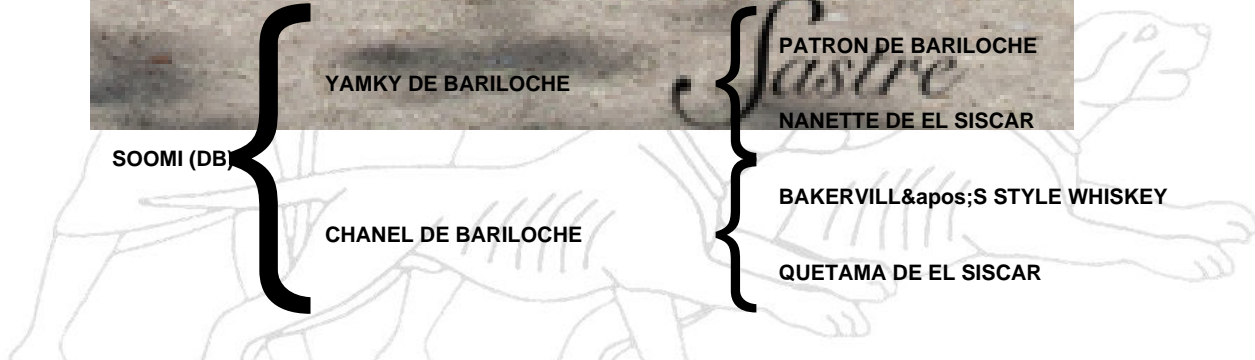 PATRON DE BARILOCHE
Sastre
YAMKY DE BARILOCHE
NANETTE DE EL SISCAR
SOOMI (DB)
BAKERVILL&apos;S STYLE WHISKEY
CHANEL DE BARILOCHE
QUETAMA DE EL SISCAR